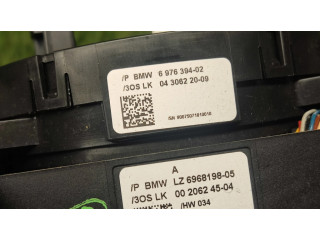 /P BMW 6 976 394-02
/3OS LK 04 3062 20-09
A
/P BMW LZ 6968198-05
/3OS LK 00 2062 45-04
/HW 034